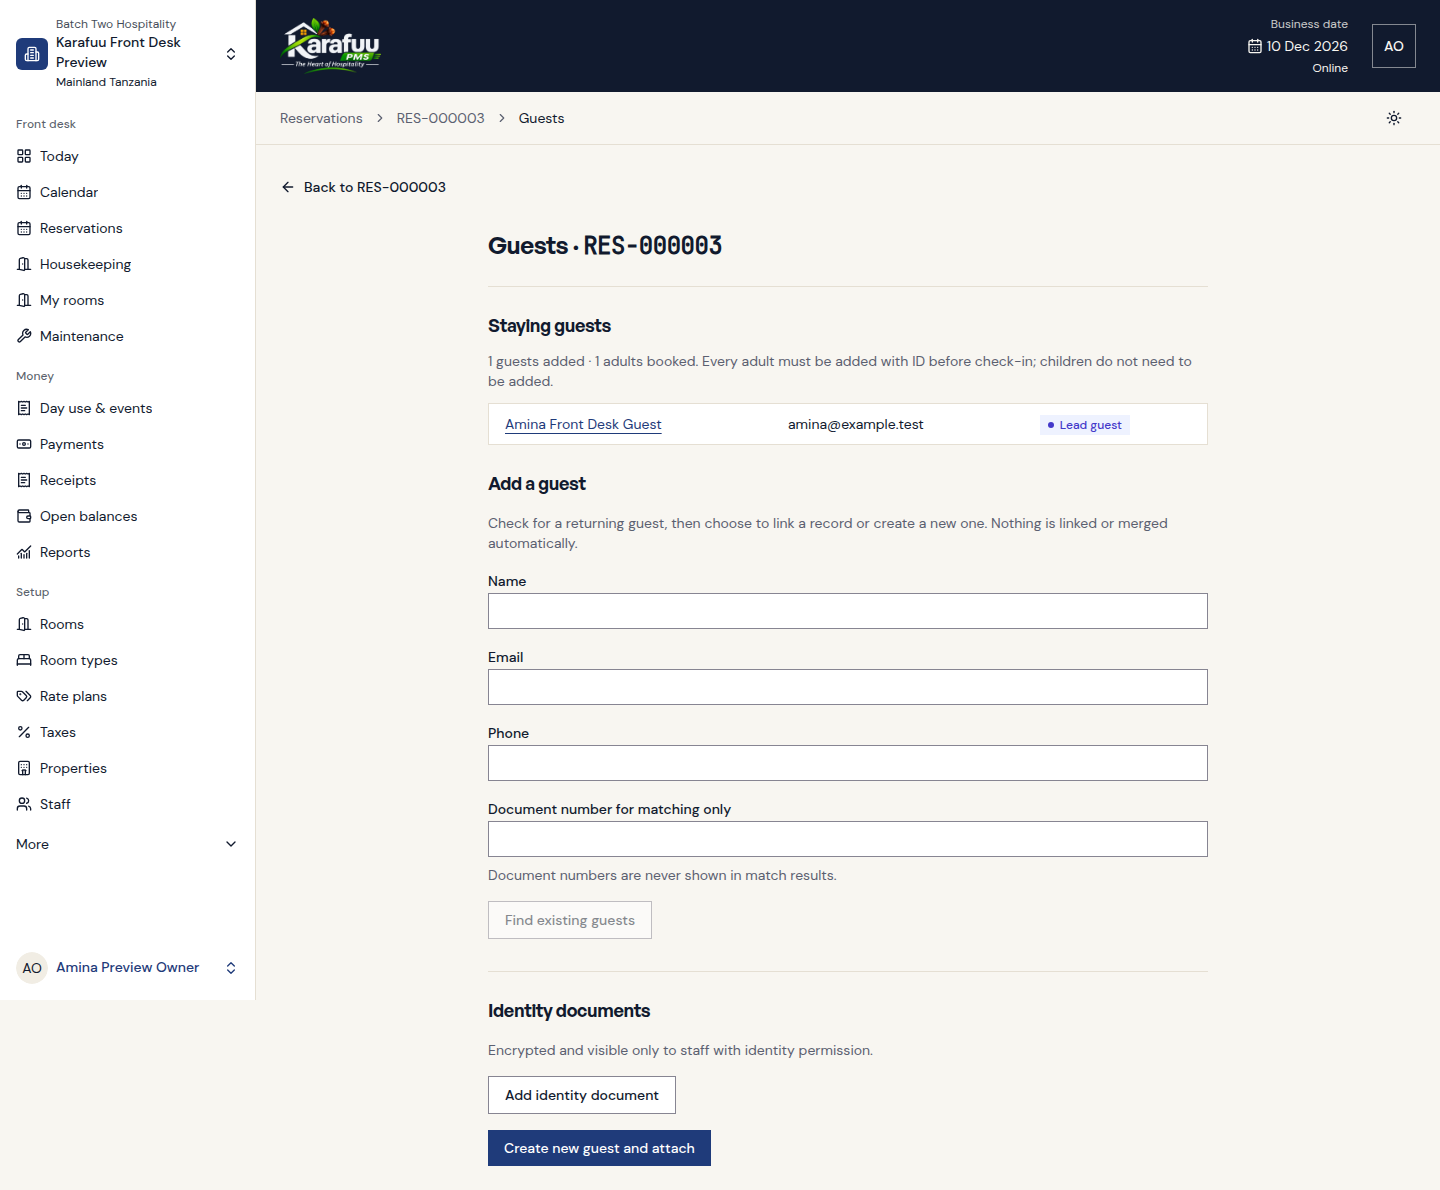 Batch Two Hospitality
Karafuu Front Desk
Preview
Mainland Tanzania
Karafuu
PMS
The Heart of Hospitality
Business date
10 Dec 2026
Online
AO
Reservations
RES-000003
Guests
Front desk
Today
Calendar
Reservations
Housekeeping
My rooms
Maintenance
Money
Day use & events
Payments
Receipts
Open balances
Reports
Setup
Rooms
Room types
Rate plans
Taxes
Properties
Staff
More
AO
Amina Preview Owner
Back to RES-000003
Guests · RES-000003
Staying guests
1 guests added · 1 adults booked. Every adult must be added with ID before check-in; children do not need to
be added.
Amina Front Desk Guest
amina@example.test
Lead guest
Add a guest
Check for a returning guest, then choose to link a record or create a new one. Nothing is linked or merged
automatically.
Name
Email
Phone
Document number for matching only
Document numbers are never shown in match results.
Find existing guests
Identity documents
Encrypted and visible only to staff with identity permission.
Add identity document
Create new guest and attach